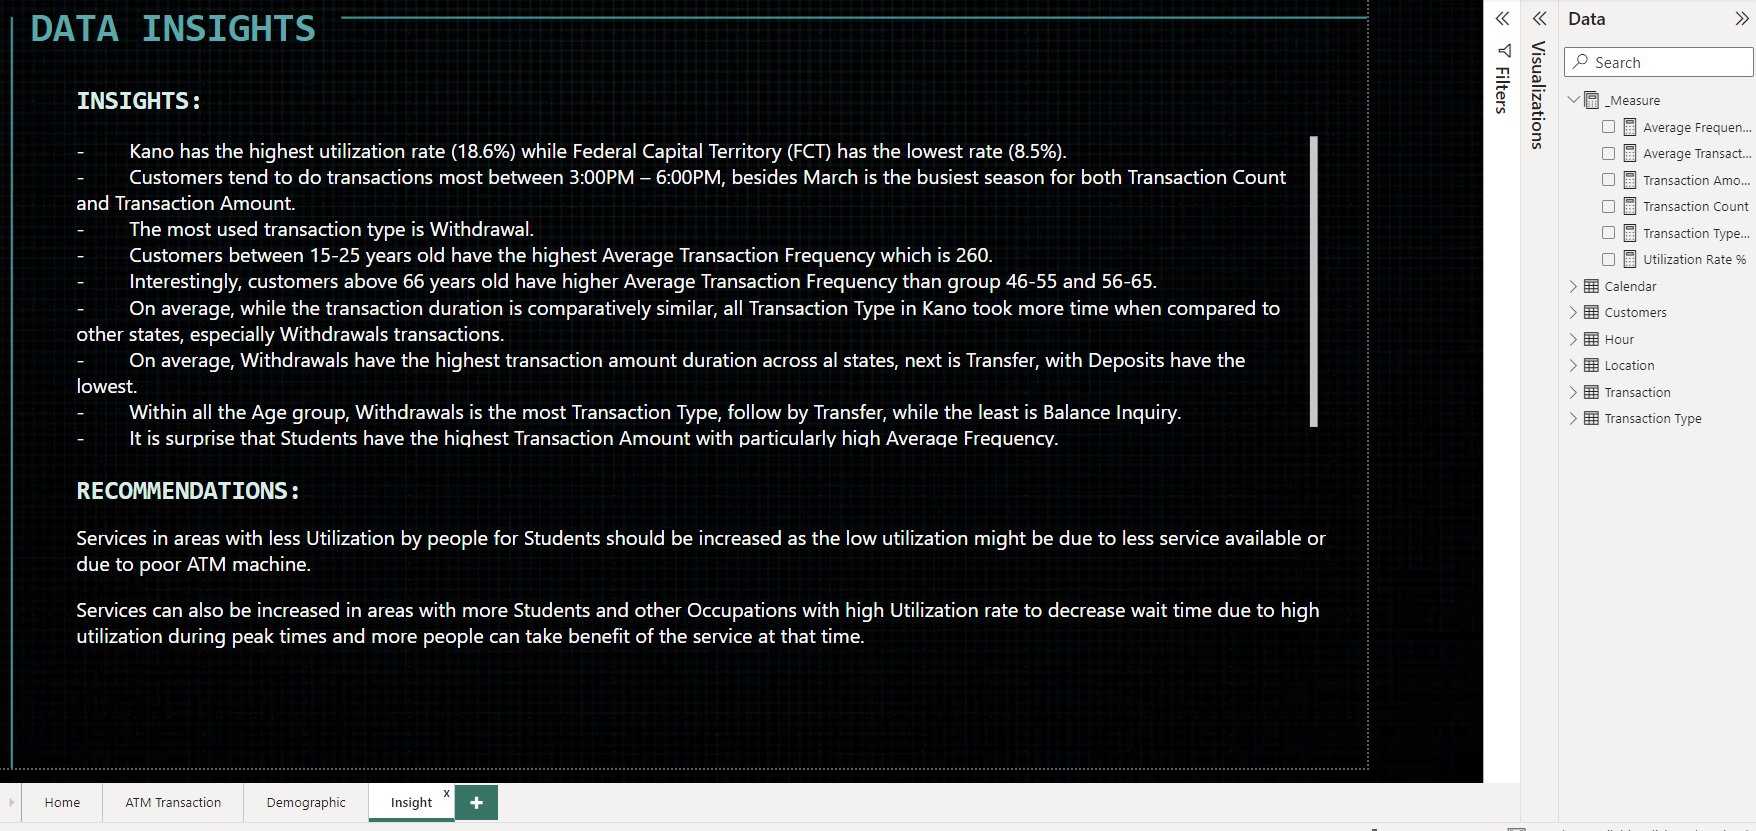 DATA INSIGHTS
INSIGHTS:
- Kano has the highest utilization rate (18.6%) while Federal Capital Territory (FCT) has the lowest rate (8.5%).
- Customers tend to do transactions most between 3:00PM – 6:00PM, besides March is the busiest season for both Transaction Count
and Transaction Amount.
- The most used transaction type is Withdrawal.
- Customers between 15-25 years old have the highest Average Transaction Frequency which is 260.
- Interestingly, customers above 66 years old have higher Average Transaction Frequency than group 46-55 and 56-65.
- On average, while the transaction duration is comparatively similar, all Transaction Type in Kano took more time when compared to
other states, especially Withdrawals transactions.
- On average, Withdrawals have the highest transaction amount duration across al states, next is Transfer, with Deposits have the
lowest.
- Within all the Age group, Withdrawals is the most Transaction Type, follow by Transfer, while the least is Balance Inquiry.
- It is surprise that Students have the highest Transaction Amount with particularly high Average Frequency.
RECOMMENDATIONS:
Services in areas with less Utilization by people for Students should be increased as the low utilization might be due to less service available or
due to poor ATM machine.
Services can also be increased in areas with more Students and other Occupations with high Utilization rate to decrease wait time due to high
utilization during peak times and more people can take benefit of the service at that time.
Home
ATM Transaction
Demographic
Insight
x
+
Filters
Visualizations
Data
Search
_Measure
Average Frequen...
Average Transact...
Transaction Amo...
Transaction Count
Transaction Type...
Utilization Rate %
Calendar
Customers
Hour
Location
Transaction
Transaction Type